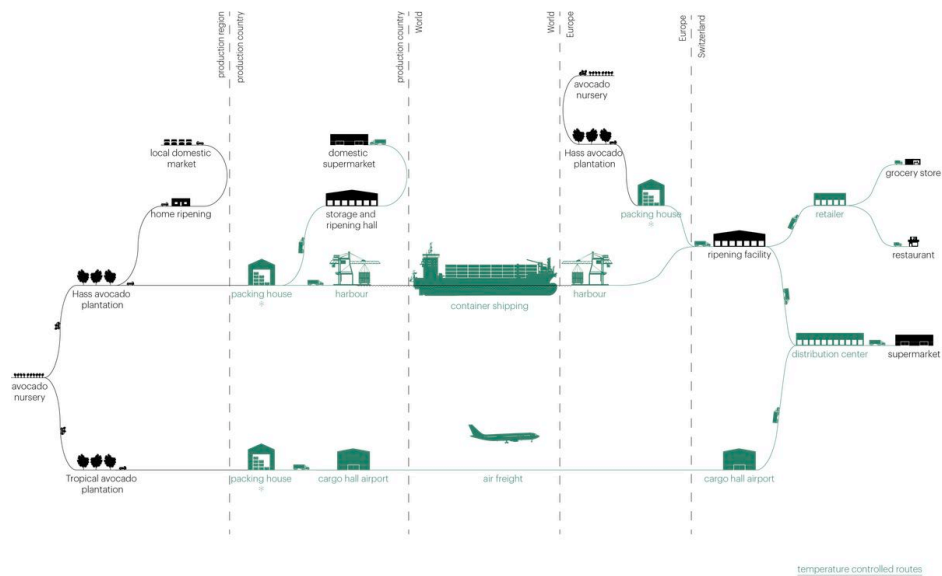 production region
production country
production country
World
World
Europe
Europe
Switzerland
avocado
nursery
local domestic
market
domestic
supermarket
Hass avocado
plantation
grocery store
home ripening
storage and
ripening hall
packing house
retailer
ripening facility
restaurant
Hass avocado
plantation
packing house
harbour
container shipping
harbour
distribution center
supermarket
avocado
nursery
Tropical avocado
plantation
packing house
cargo hall airport
air freight
cargo hall airport
temperature controlled routes